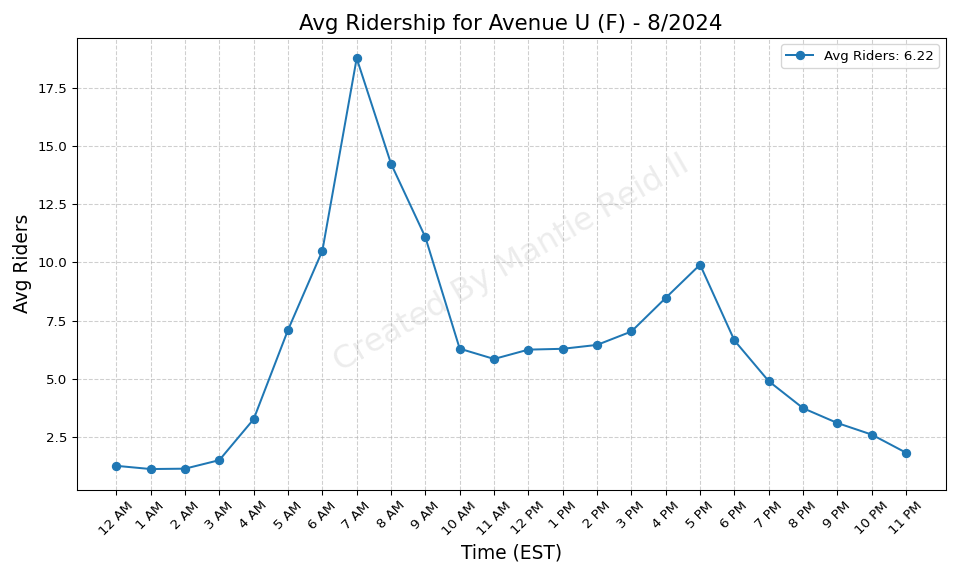 Avg Ridership for Avenue U (F) - 8/2024
Avg Riders: 6.22
Avg Riders
17.5
15.0
12.5
10.0
7.5
5.0
2.5
Created By Mantie Reid II
12 AM
1 AM
2 AM
3 AM
4 AM
5 AM
6 AM
7 AM
8 AM
9 AM
10 AM
11 AM
12 PM
1 PM
2 PM
3 PM
4 PM
5 PM
6 PM
7 PM
8 PM
9 PM
10 PM
11 PM
Time (EST)